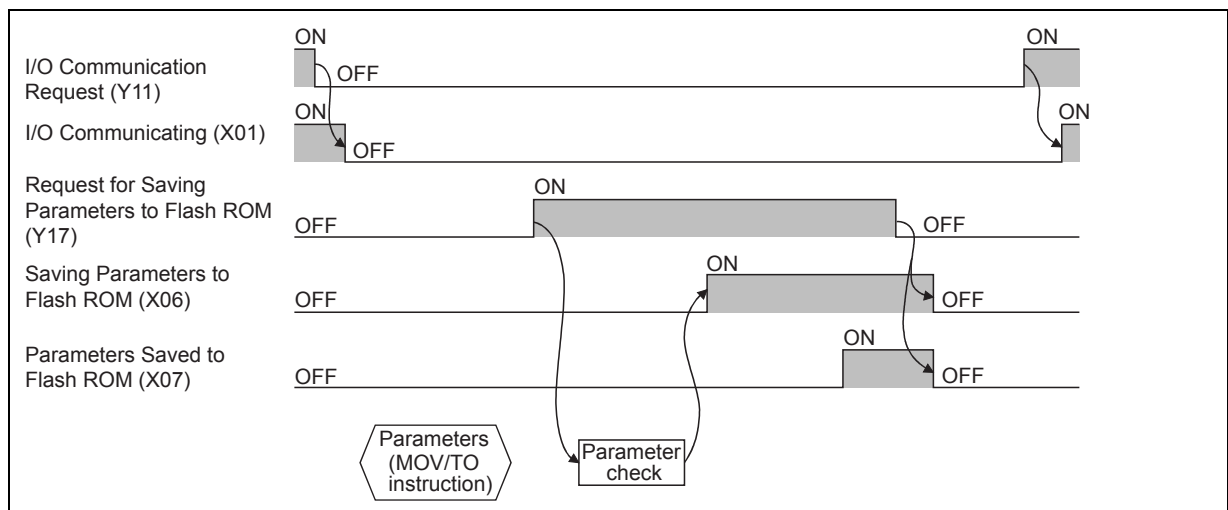 ON
ON
I/O Communication
Request (Y11)
OFF
ON
ON
I/O Communicating (X01)
OFF
Request for Saving
Parameters to Flash ROM
(Y17)
ON
OFF
OFF
Saving Parameters to
Flash ROM (X06)
ON
OFF
OFF
Parameters Saved to
Flash ROM (X07)
ON
OFF
OFF
Parameters
(MOV/TO
instruction)
Parameter
check